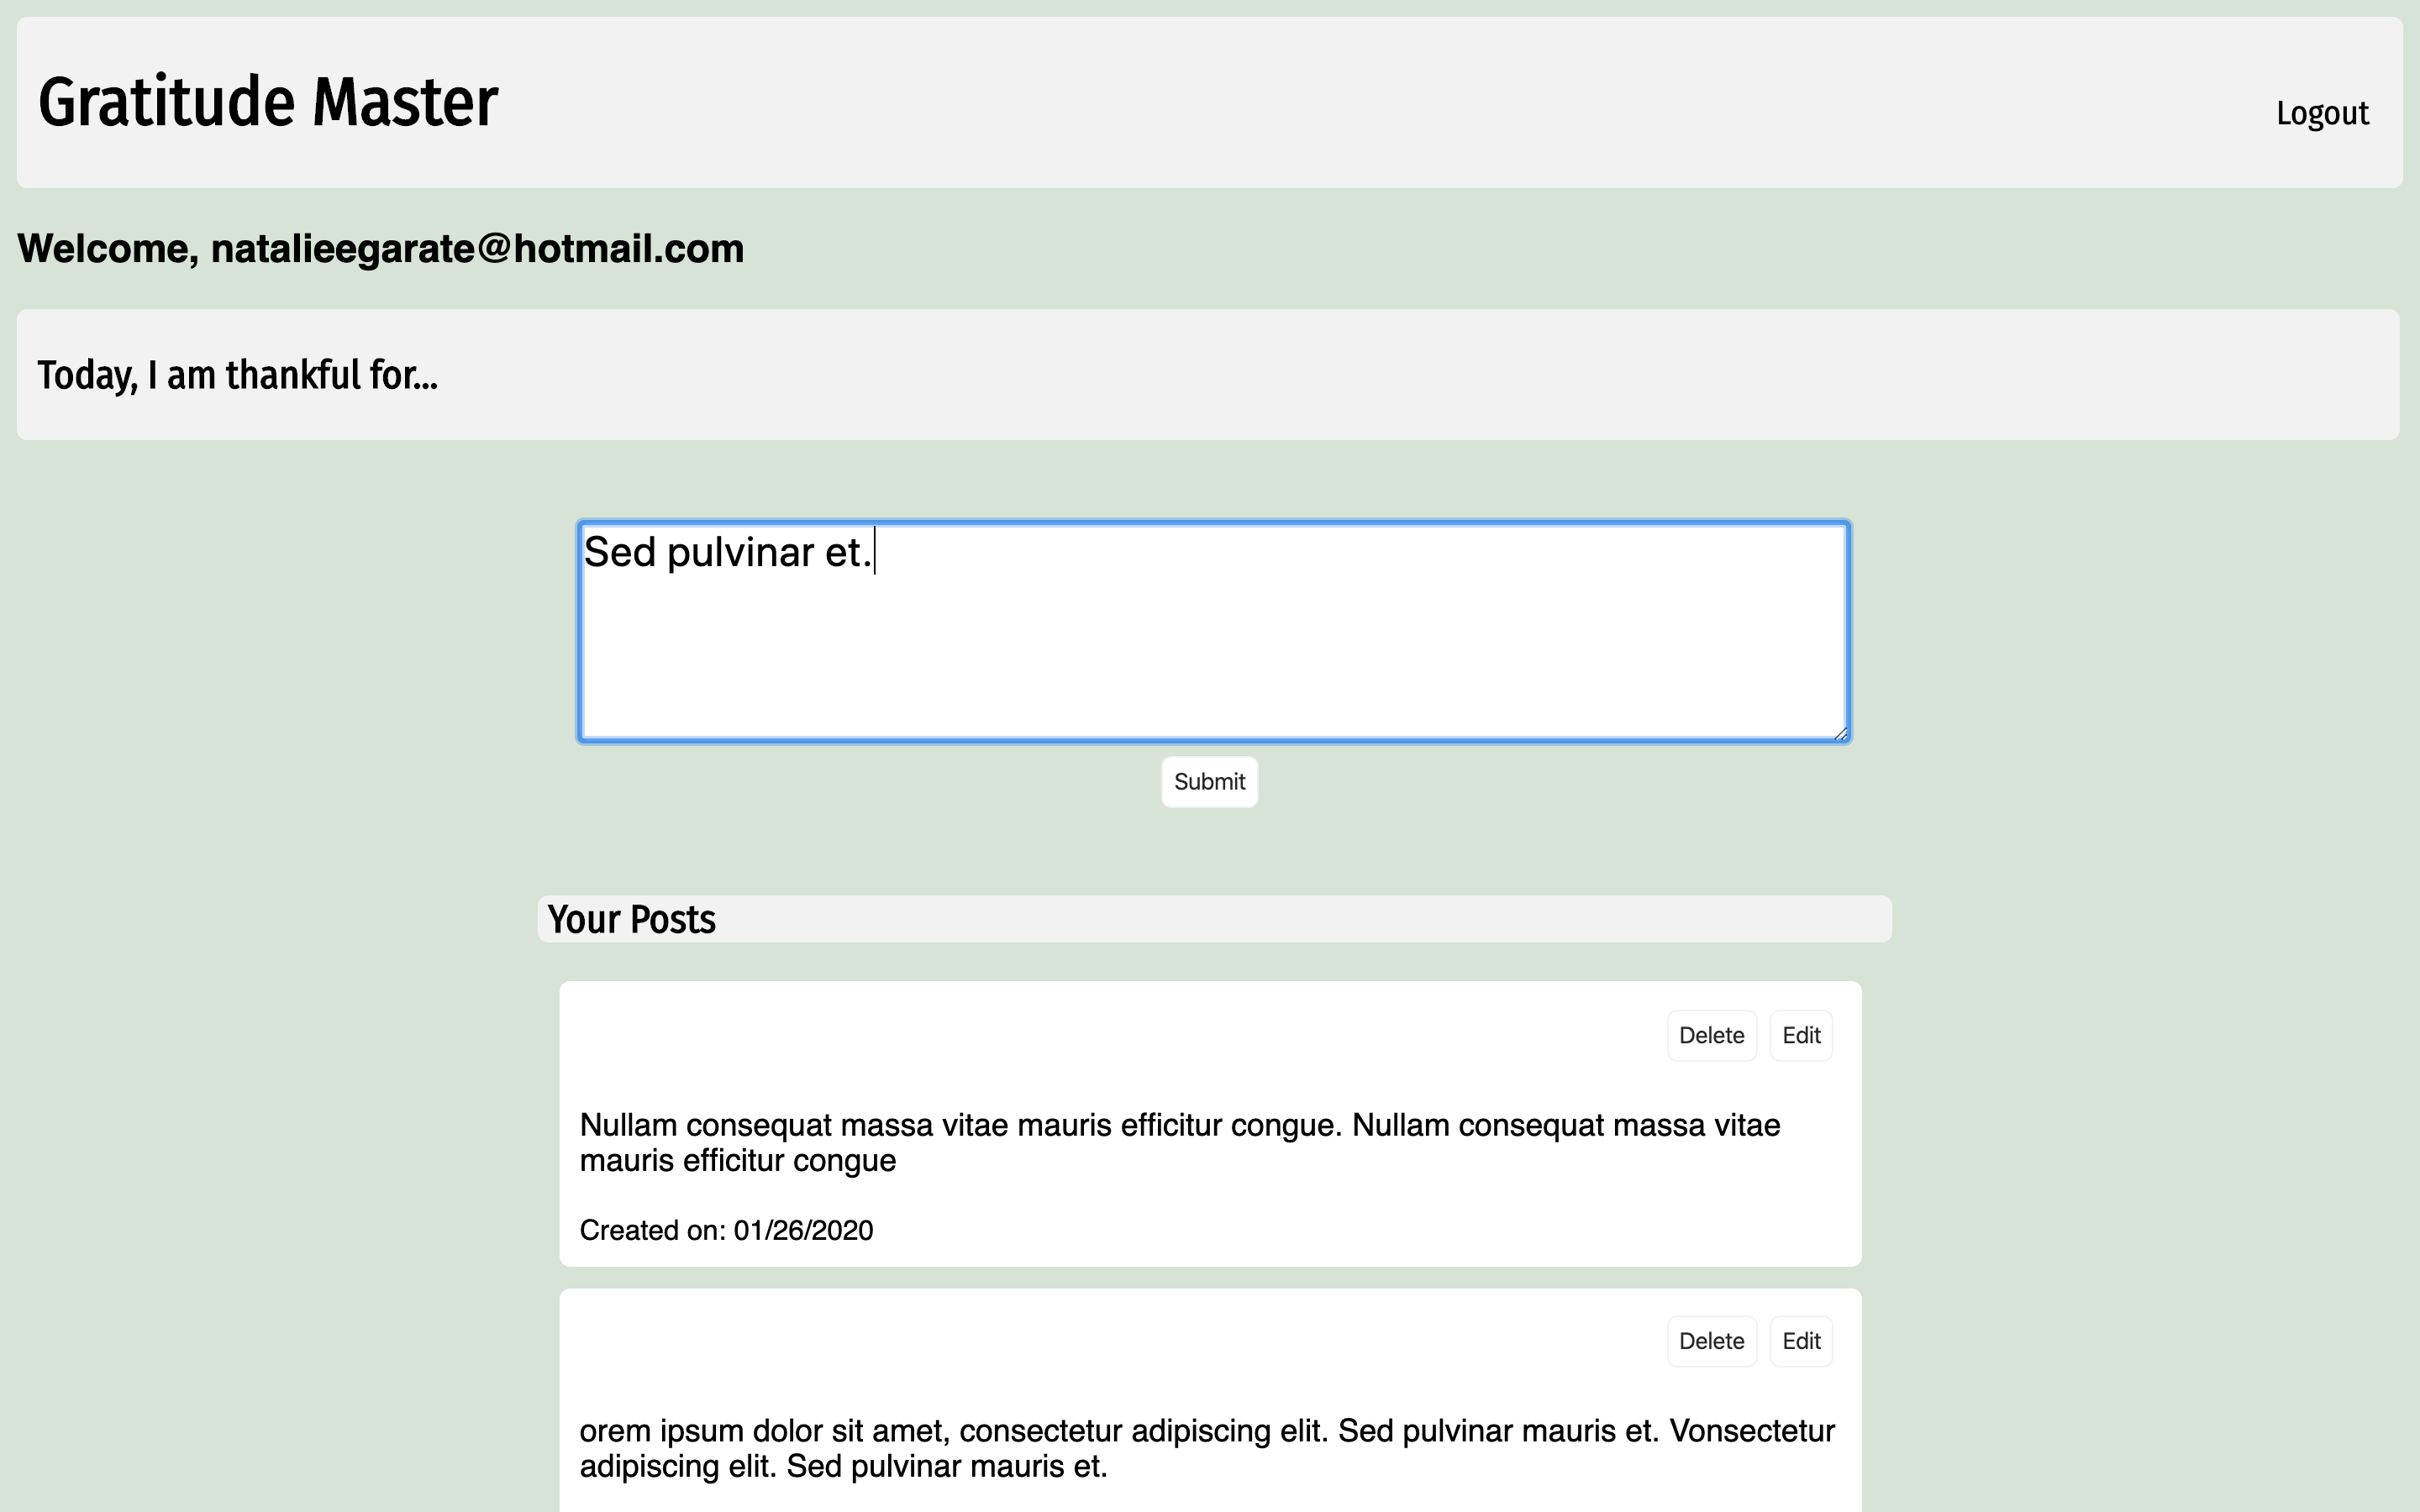 Gratitude Master
Logout
Welcome, natalieegarate@hotmail.com
Today, I am thankful for...
Sed pulvinar et.
Submit
Your Posts
Delete Edit
Nullam consequat massa vitae mauris efficitur congue. Nullam consequat massa vitae
mauris efficitur congue
Created on: 01/26/2020
Delete Edit
orem ipsum dolor sit amet, consectetur adipiscing elit. Sed pulvinar mauris et. Vonsectetur
adipiscing elit. Sed pulvinar mauris et.